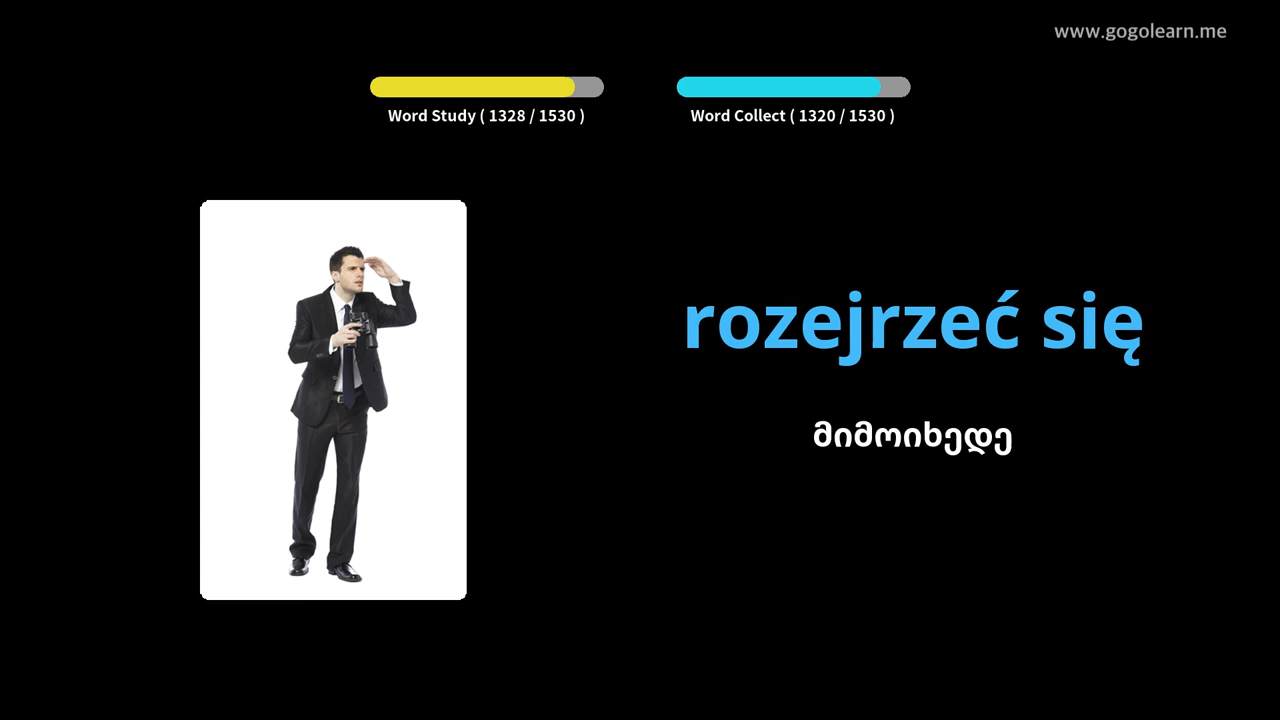 www.gogolearn.me
Word Study ( 1328 / 1530 )
Word Collect ( 1320 / 1530 )
rozejrzeć się
მიმოიხედე